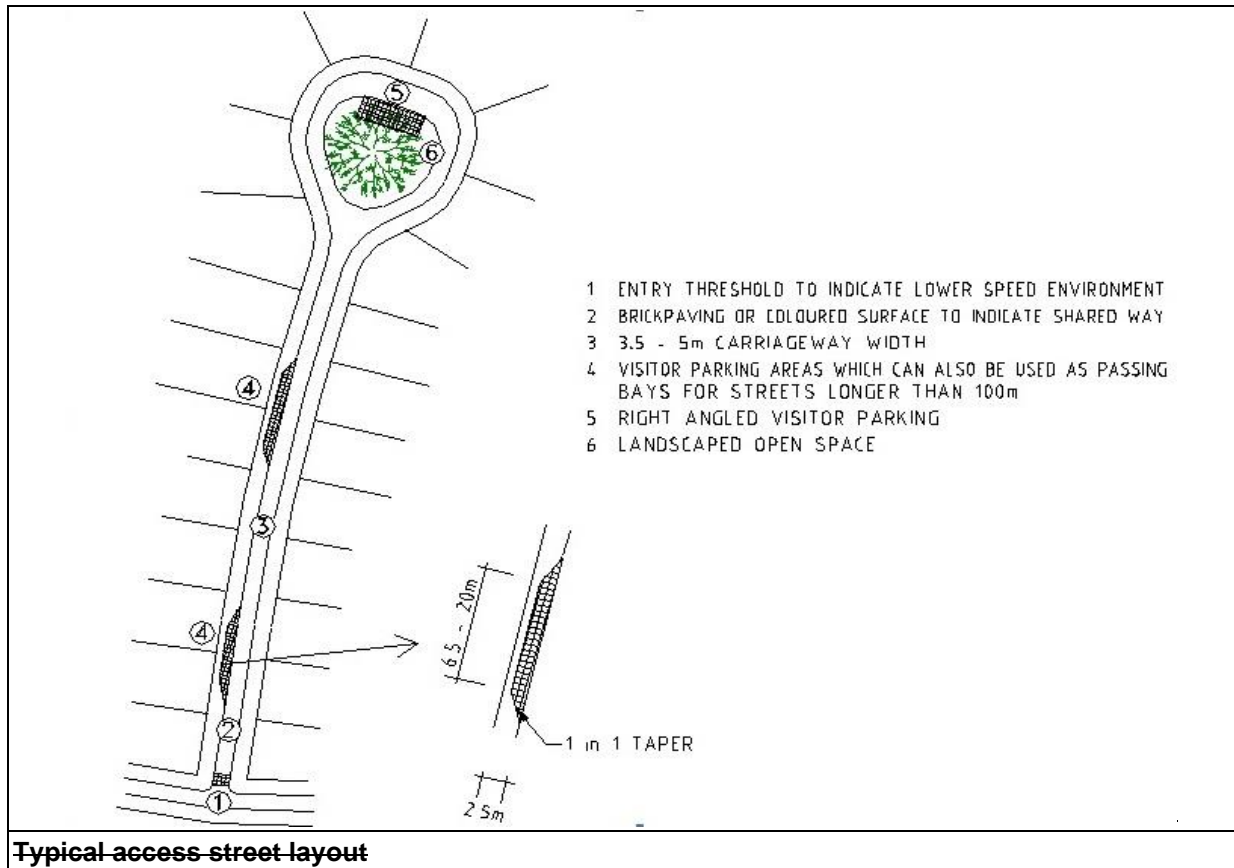 5
6
1 ENTRY THRESHOLD TO INDICATE LOWER SPEED ENVIRONMENT
2 BRICKPAVING OR COLOURED SURFACE TO INDICATE SHARED WAY
3 3.5 - 5m CARRIAGEWAY WIDTH
4 VISITOR PARKING AREAS WHICH CAN ALSO BE USED AS PASSING
BAYS FOR STREETS LONGER THAN 100m
5 RIGHT ANGLED VISITOR PARKING
6 LANDSCAPED OPEN SPACE
4
3
6 5 - 20m
4
2
1 in 1 TAPER
1
2 5m
Typical access street layout